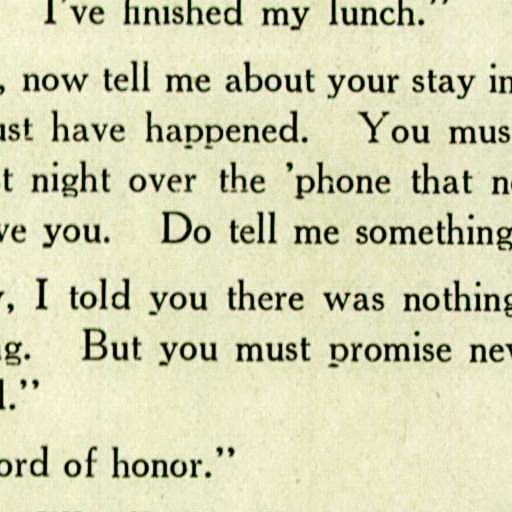 I've finished my lunch."
, now tell me about your stay in
ust have happened. You mus
t night over the 'phone that n
ve you. Do tell me something
, I told you there was nothing
g. But you must promise nev
."
ord of honor."